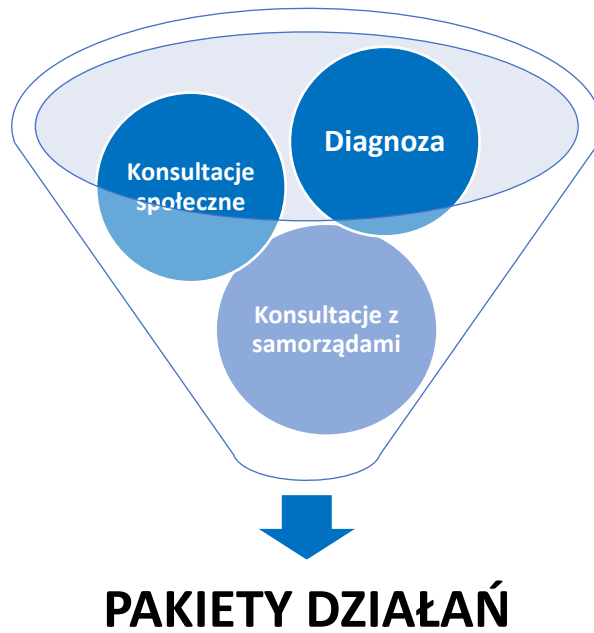 Diagnoza
Konsultacje
społeczne
Konsultacje z
samorządami
PAKIETY DZIAŁAŃ